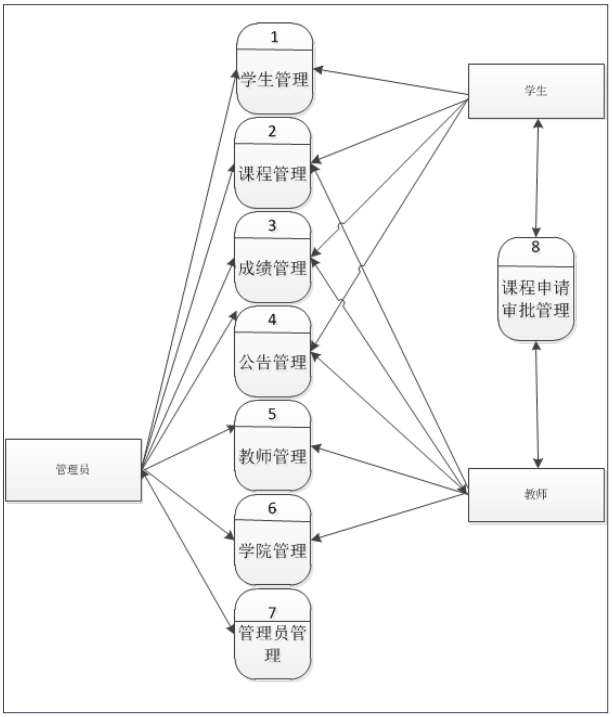 1
学生管理
2
课程管理
3
成绩管理
4
公告管理
5
教师管理
6
学院管理
7
管理员管
理
管理员
学生
8
课程申请
审批管理
教师